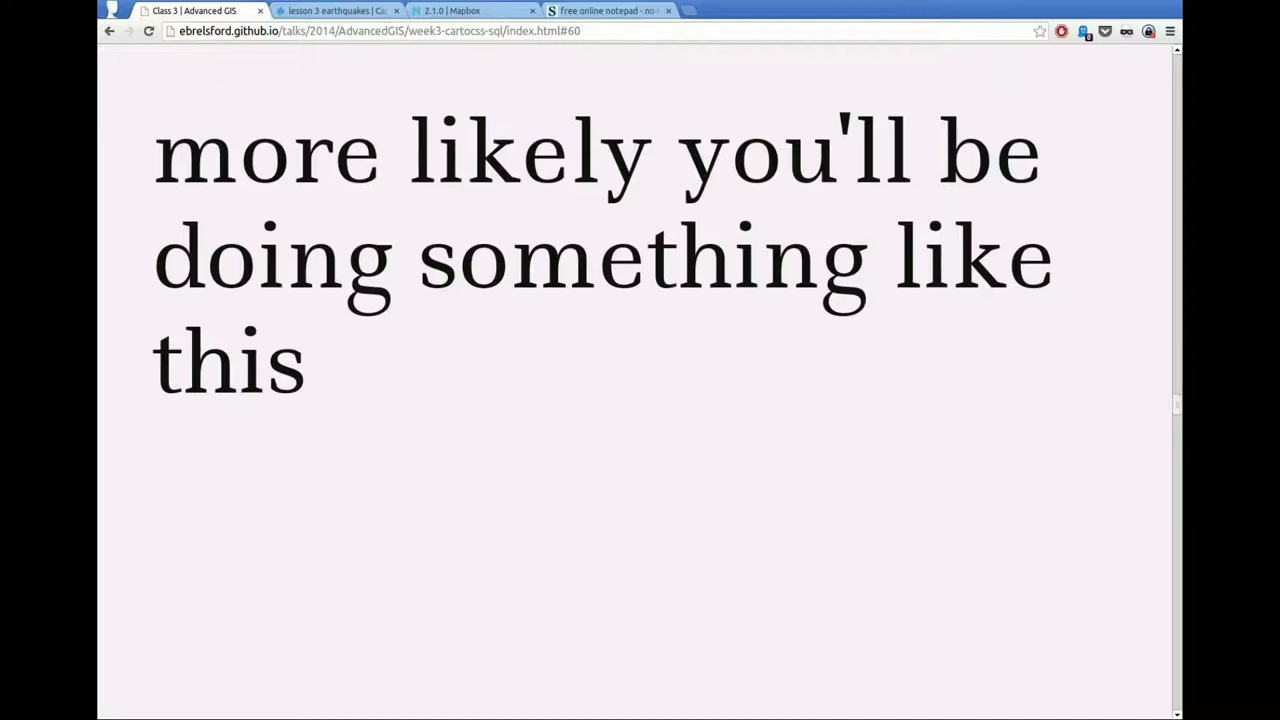 Class 3 | Advanced GIS
lesson 3 earthquakes | Ca
2.1.0 | Mapbox
free online notepad - no
ebrelsford.github.io/talks/2014/AdvancedGIS/week3-cartocss-sql/index.html#60
more likely you'll be
doing something like
this